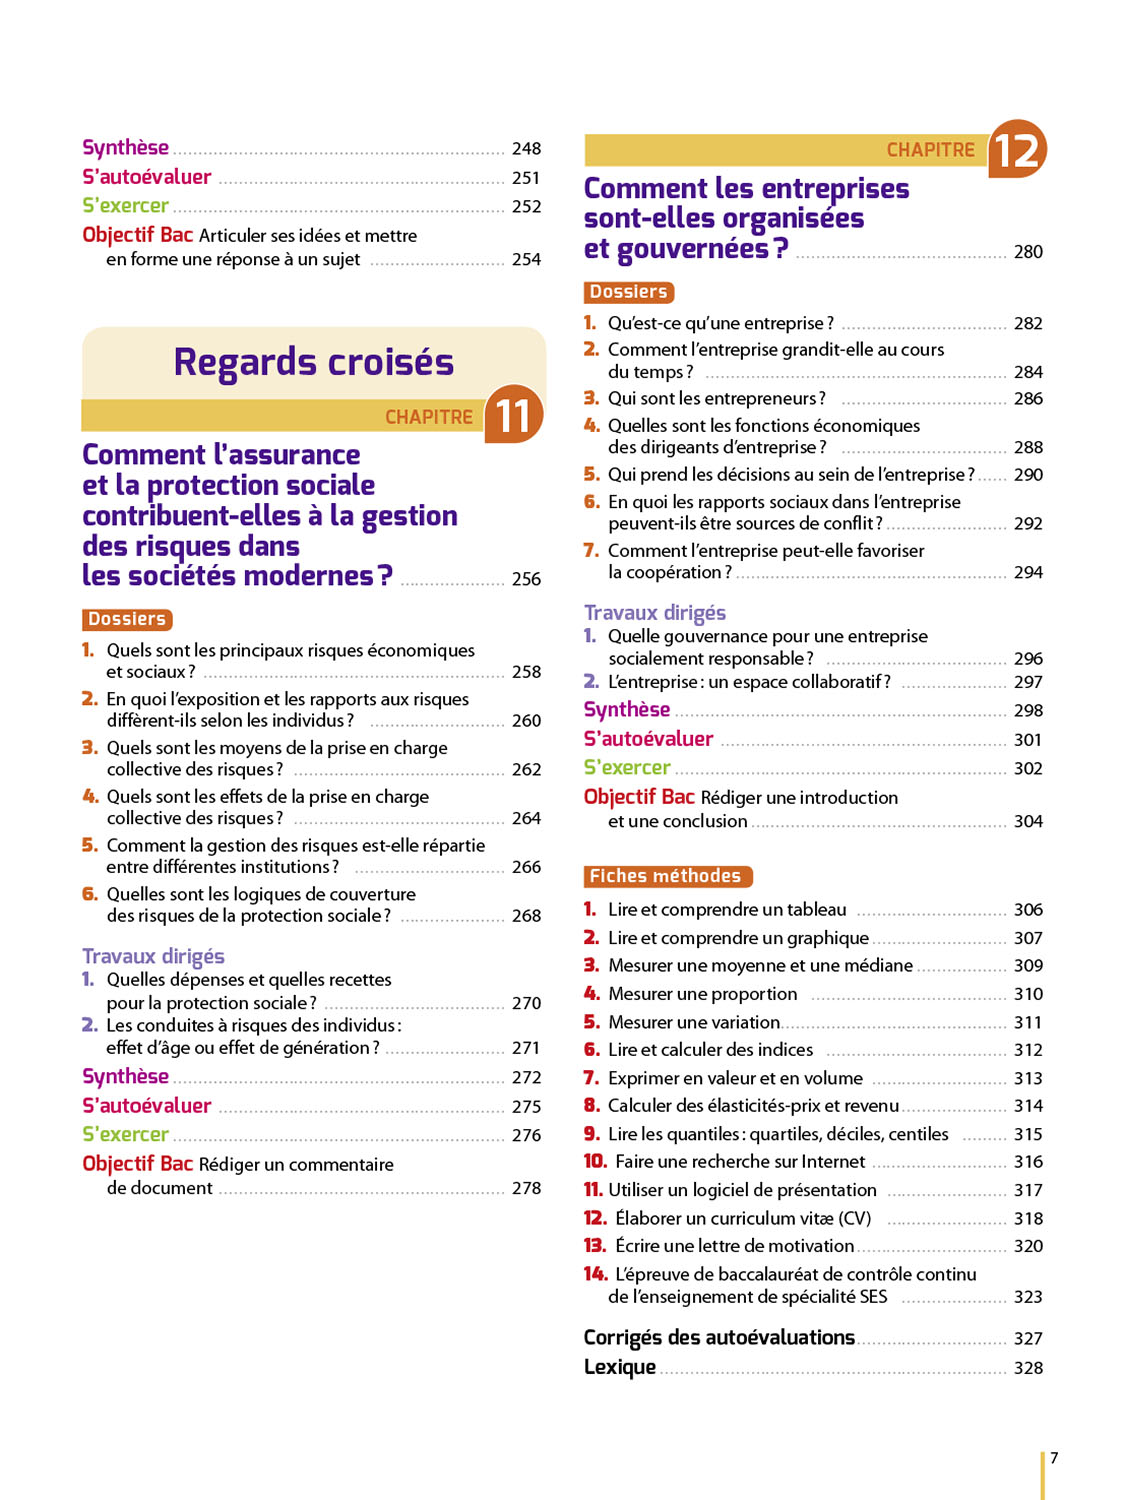 Synthèse ........ 248
S'autoévaluer ........ 251
S'exercer ........ 252
Objectif Bac Articuler ses idées et mettre
en forme une réponse à un sujet ........ 254
Regards croisés
CHAPITRE 11
Comment l'assurance
et la protection sociale
contribuent-elles à la gestion
des risques dans
les sociétés modernes ? ........ 256
Dossiers
1. Quels sont les principaux risques économiques
et sociaux ? ........ 258
2. En quoi l'exposition et les rapports aux risques
diffèrent-ils selon les individus ? ........ 260
3. Quels sont les moyens de la prise en charge
collective des risques ? ........ 262
4. Quels sont les effets de la prise en charge
collective des risques ? ........ 264
5. Comment la gestion des risques est-elle répartie
entre différentes institutions ? ........ 266
6. Quelles sont les logiques de couverture
des risques de la protection sociale ? ........ 268
Travaux dirigés
1. Quelles dépenses et quelles recettes
pour la protection sociale ? ........ 270
2. Les conduites à risques des individus :
effet d'âge ou effet de génération ? ........ 271
Synthèse ........ 272
S'autoévaluer ........ 275
S'exercer ........ 276
Objectif Bac Rédiger un commentaire
de document ........ 278
CHAPITRE 12
Comment les entreprises
sont-elles organisées
et gouvernées ? ........ 280
Dossiers
1. Qu'est-ce qu'une entreprise ? ........ 282
2. Comment l'entreprise grandit-elle au cours
du temps ? ........ 284
3. Qui sont les entrepreneurs ? ........ 286
4. Quelles sont les fonctions économiques
des dirigeants d'entreprise ? ........ 288
5. Qui prend les décisions au sein de l'entreprise ? ...... 290
6. En quoi les rapports sociaux dans l'entreprise
peuvent-ils être sources de conflit ? ........ 292
7. Comment l'entreprise peut-elle favoriser
la coopération ? ........ 294
Travaux dirigés
1. Quelle gouvernance pour une entreprise
socialement responsable ? ........ 296
2. L'entreprise : un espace collaboratif ? ........ 297
Synthèse ........ 298
S'autoévaluer ........ 301
S'exercer ........ 302
Objectif Bac Rédiger une introduction
et une conclusion ........ 304
Fiches méthodes
1. Lire et comprendre un tableau ........ 306
2. Lire et comprendre un graphique ........ 307
3. Mesurer une moyenne et une médiane ........ 309
4. Mesurer une proportion ........ 310
5. Mesurer une variation ........ 311
6. Lire et calculer des indices ........ 312
7. Exprimer en valeur et en volume ........ 313
8. Calculer des élasticités-prix et revenu ........ 314
9. Lire les quantiles : quartiles, déciles, centiles ........ 315
10. Faire une recherche sur Internet ........ 316
11. Utiliser un logiciel de présentation ........ 317
12. Élaborer un curriculum vitæ (CV) ........ 318
13. Écrire une lettre de motivation ........ 320
14. L'épreuve de baccalauréat de contrôle continu
de l'enseignement de spécialité SES ........ 323
Corrigés des autoévaluations ........ 327
Lexique ........ 328
7